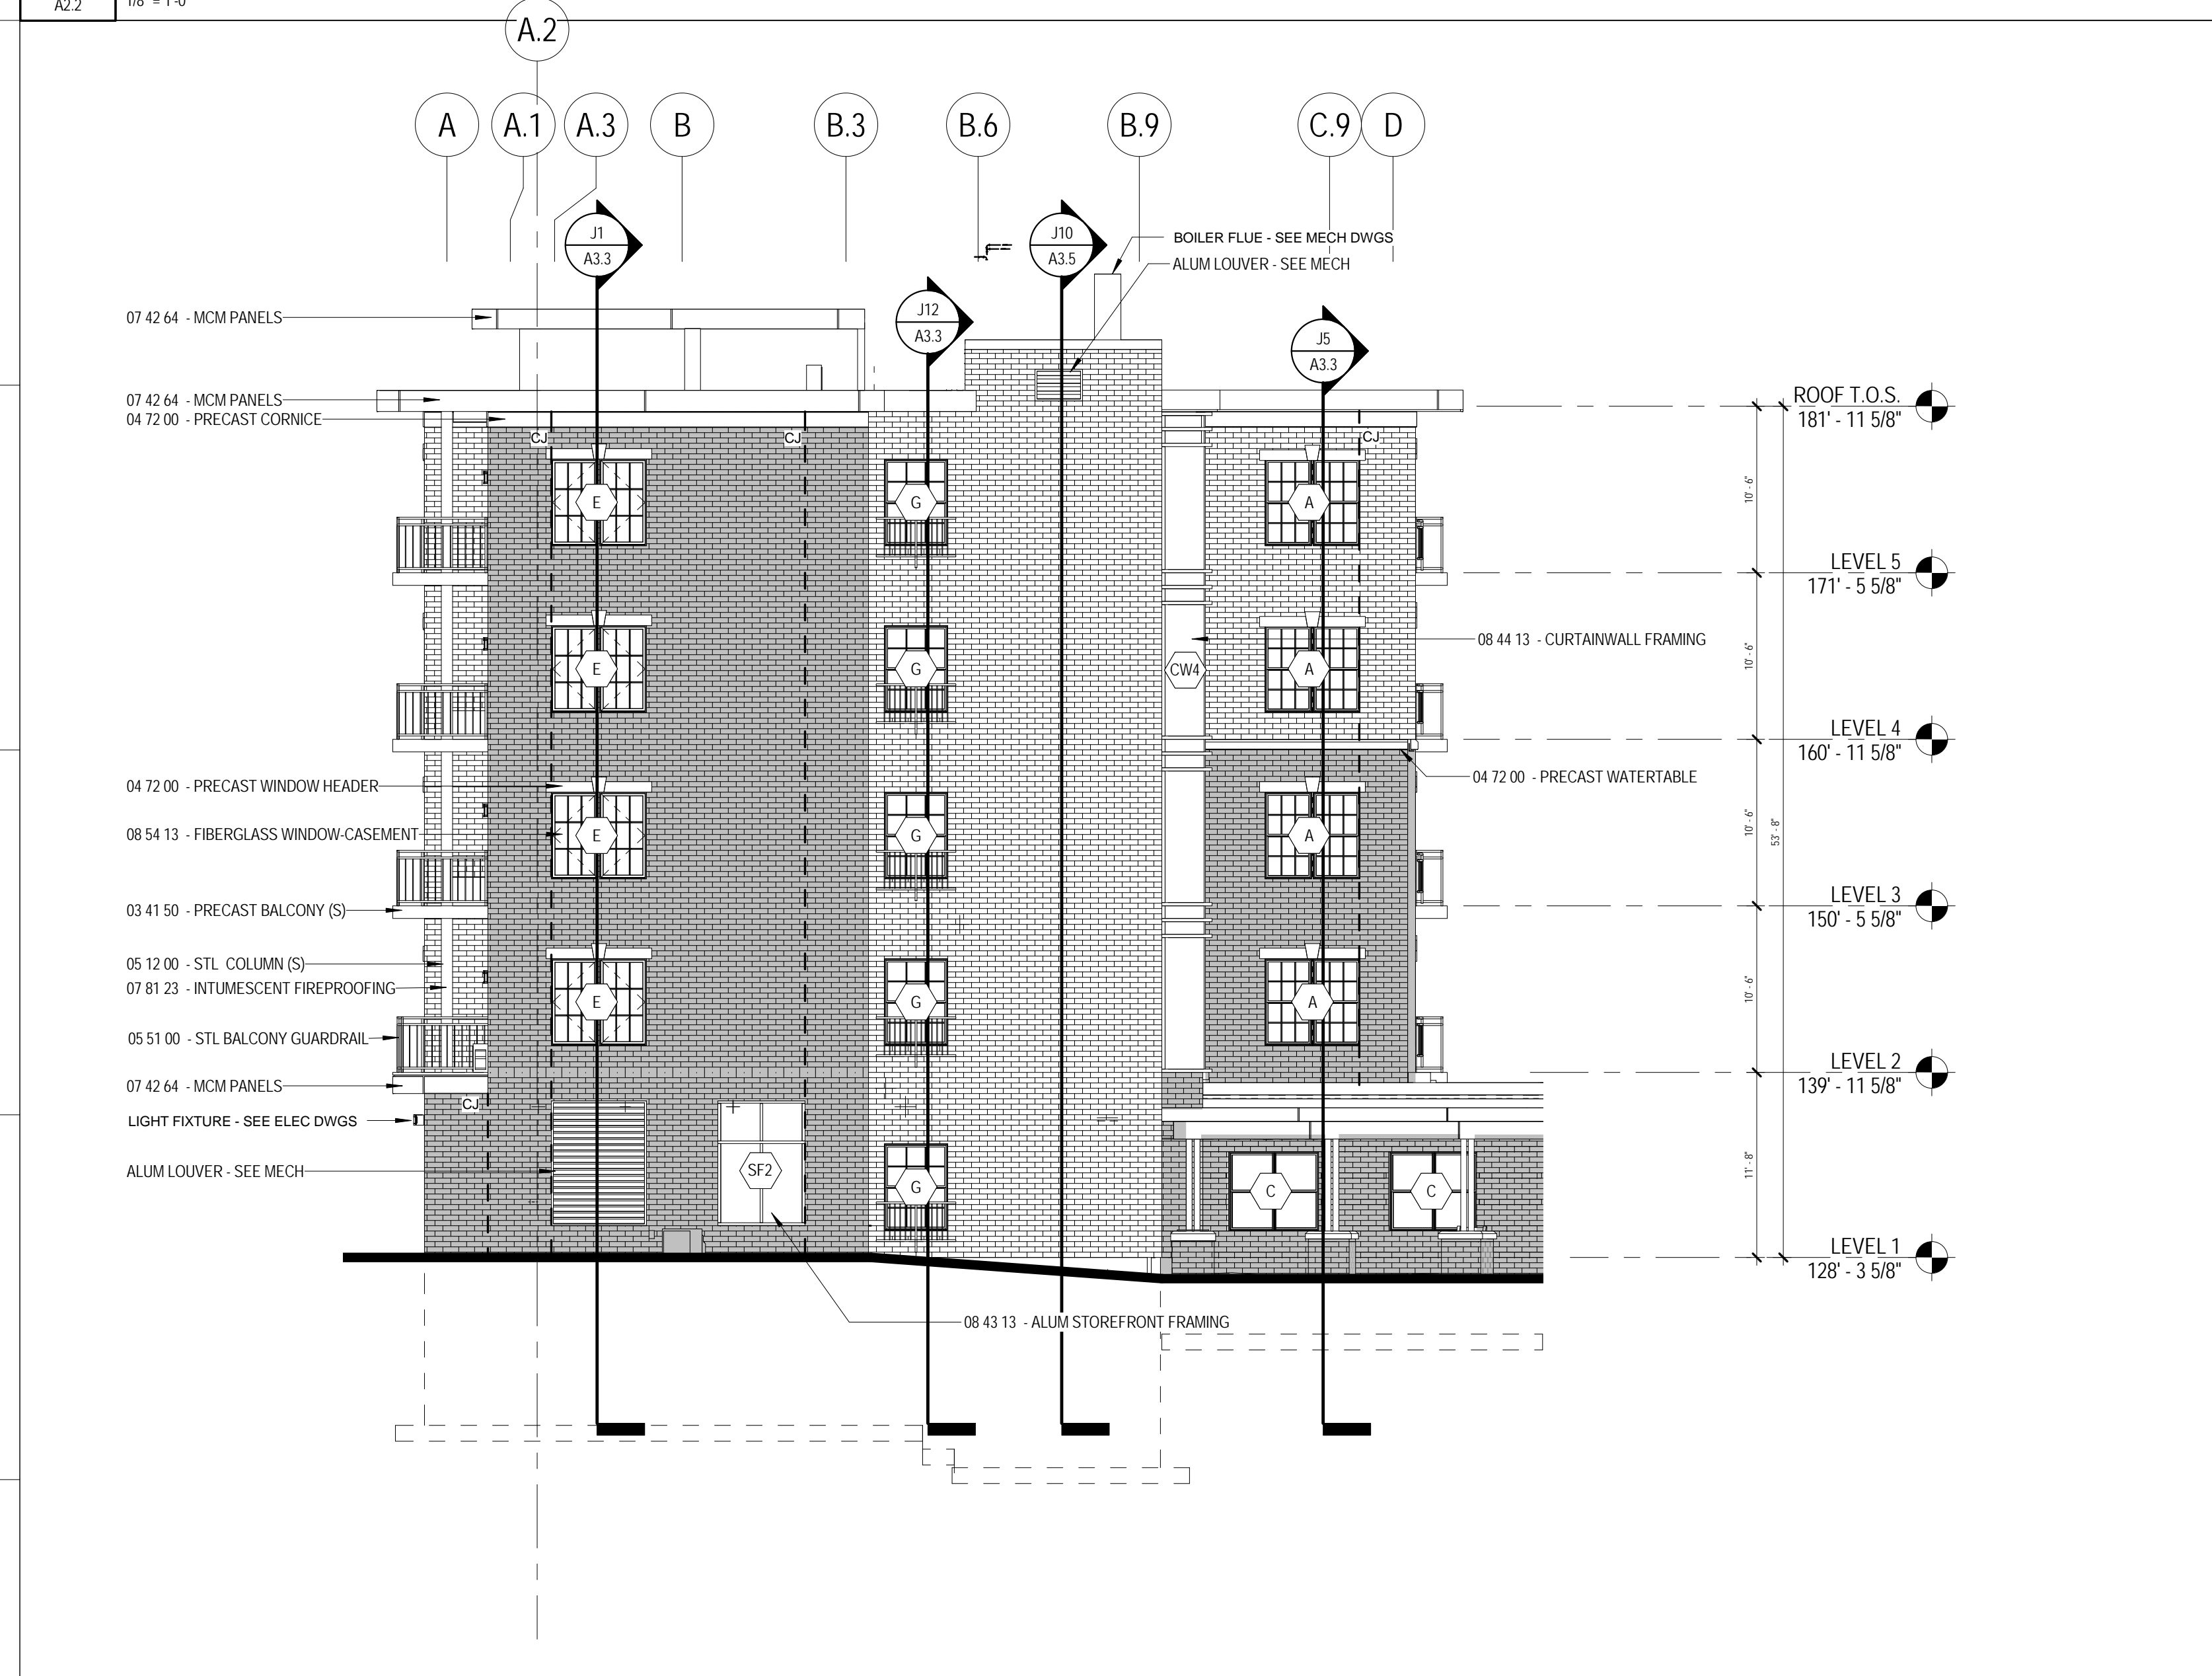 A2.2
1/8" = 1'-0"
A.2
A
A.1
A.3
B
B.3
B.6
B.9
C.9
D
J1
A3.3
J10
A3.5
BOILER FLUE - SEE MECH DWGS
ALUM LOUVER - SEE MECH
J12
A3.3
J5
A3.3
07 42 64 - MCM PANELS
07 42 64 - MCM PANELS
04 72 00 - PRECAST CORNICE
ROOF T.O.S.
181' - 11 5/8"
CJ
CJ
CJ
10' - 6"
E
G
A
LEVEL 5
171' - 5 5/8"
08 44 13 - CURTAINWALL FRAMING
10' - 6"
E
G
CW4
A
LEVEL 4
160' - 11 5/8"
04 72 00 - PRECAST WATERTABLE
04 72 00 - PRECAST WINDOW HEADER
08 54 13 - FIBERGLASS WINDOW-CASEMENT
E
G
A
10' - 6"
53' - 8"
LEVEL 3
150' - 5 5/8"
03 41 50 - PRECAST BALCONY (S)
05 12 00 - STL COLUMN (S)
07 81 23 - INTUMESCENT FIREPROOFING
E
G
A
10' - 6"
05 51 00 - STL BALCONY GUARDRAIL
LEVEL 2
139' - 11 5/8"
07 42 64 - MCM PANELS
CJ
LIGHT FIXTURE - SEE ELEC DWGS
ALUM LOUVER - SEE MECH
SF2
G
C
C
11' - 8"
LEVEL 1
128' - 3 5/8"
08 43 13 - ALUM STOREFRONT FRAMING